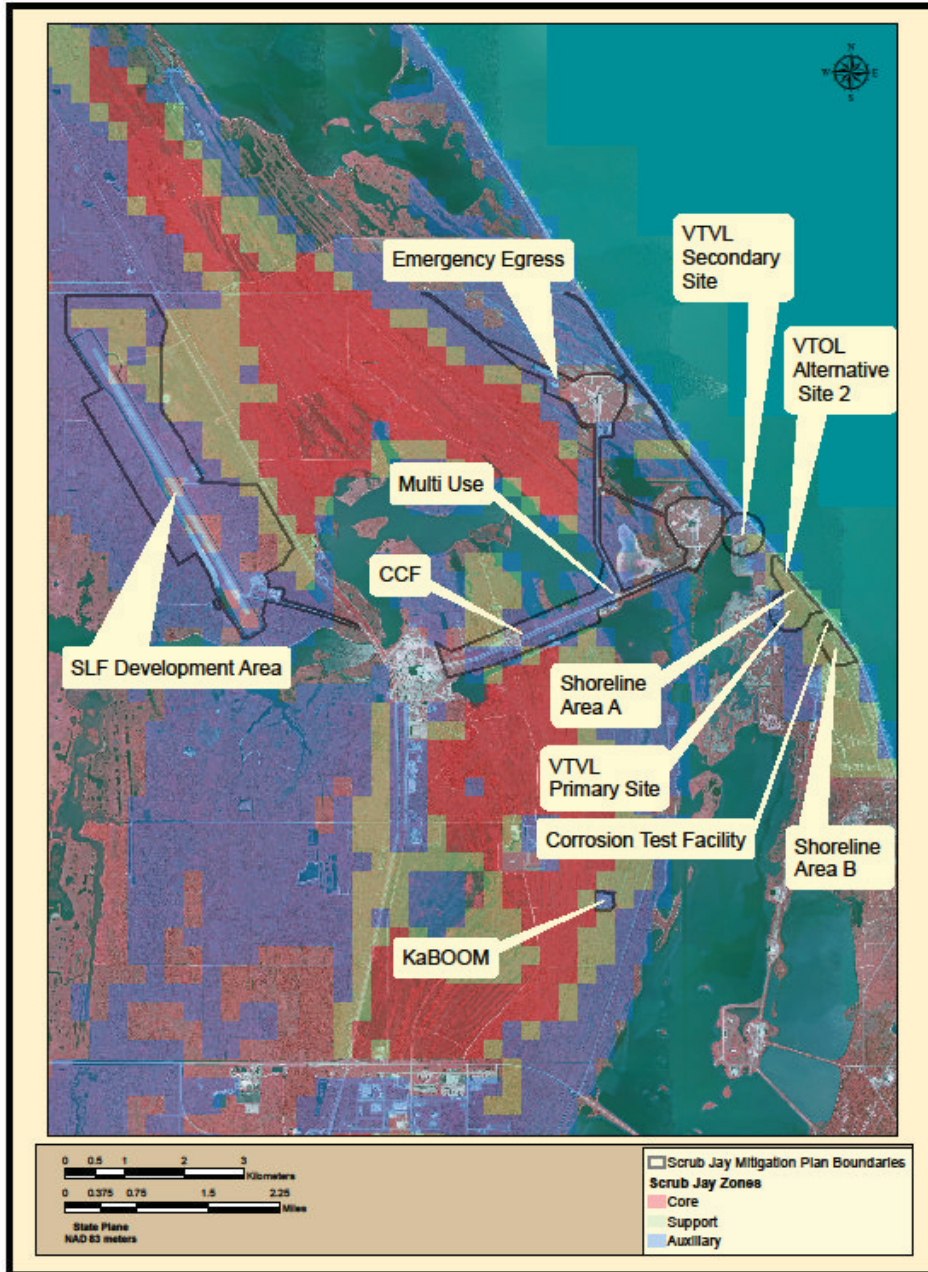 N
W E
S
VTVL
Secondary
Site
Emergency Egress
VTOL
Alternative
Site 2
Multi Use
CCF
SLF Development Area
Shoreline
Area A
VTVL
Primary Site
Corrosion Test Facility
Shoreline
Area B
KaBOOM
0 0.5 1 2 3
Kilometers
0 0.375 0.75 1.5 2.25
Miles
State Plane
NAD 83 meters
Scrub Jay Mitigation Plan Boundaries
Scrub Jay Zones
Core
Support
Auxillary